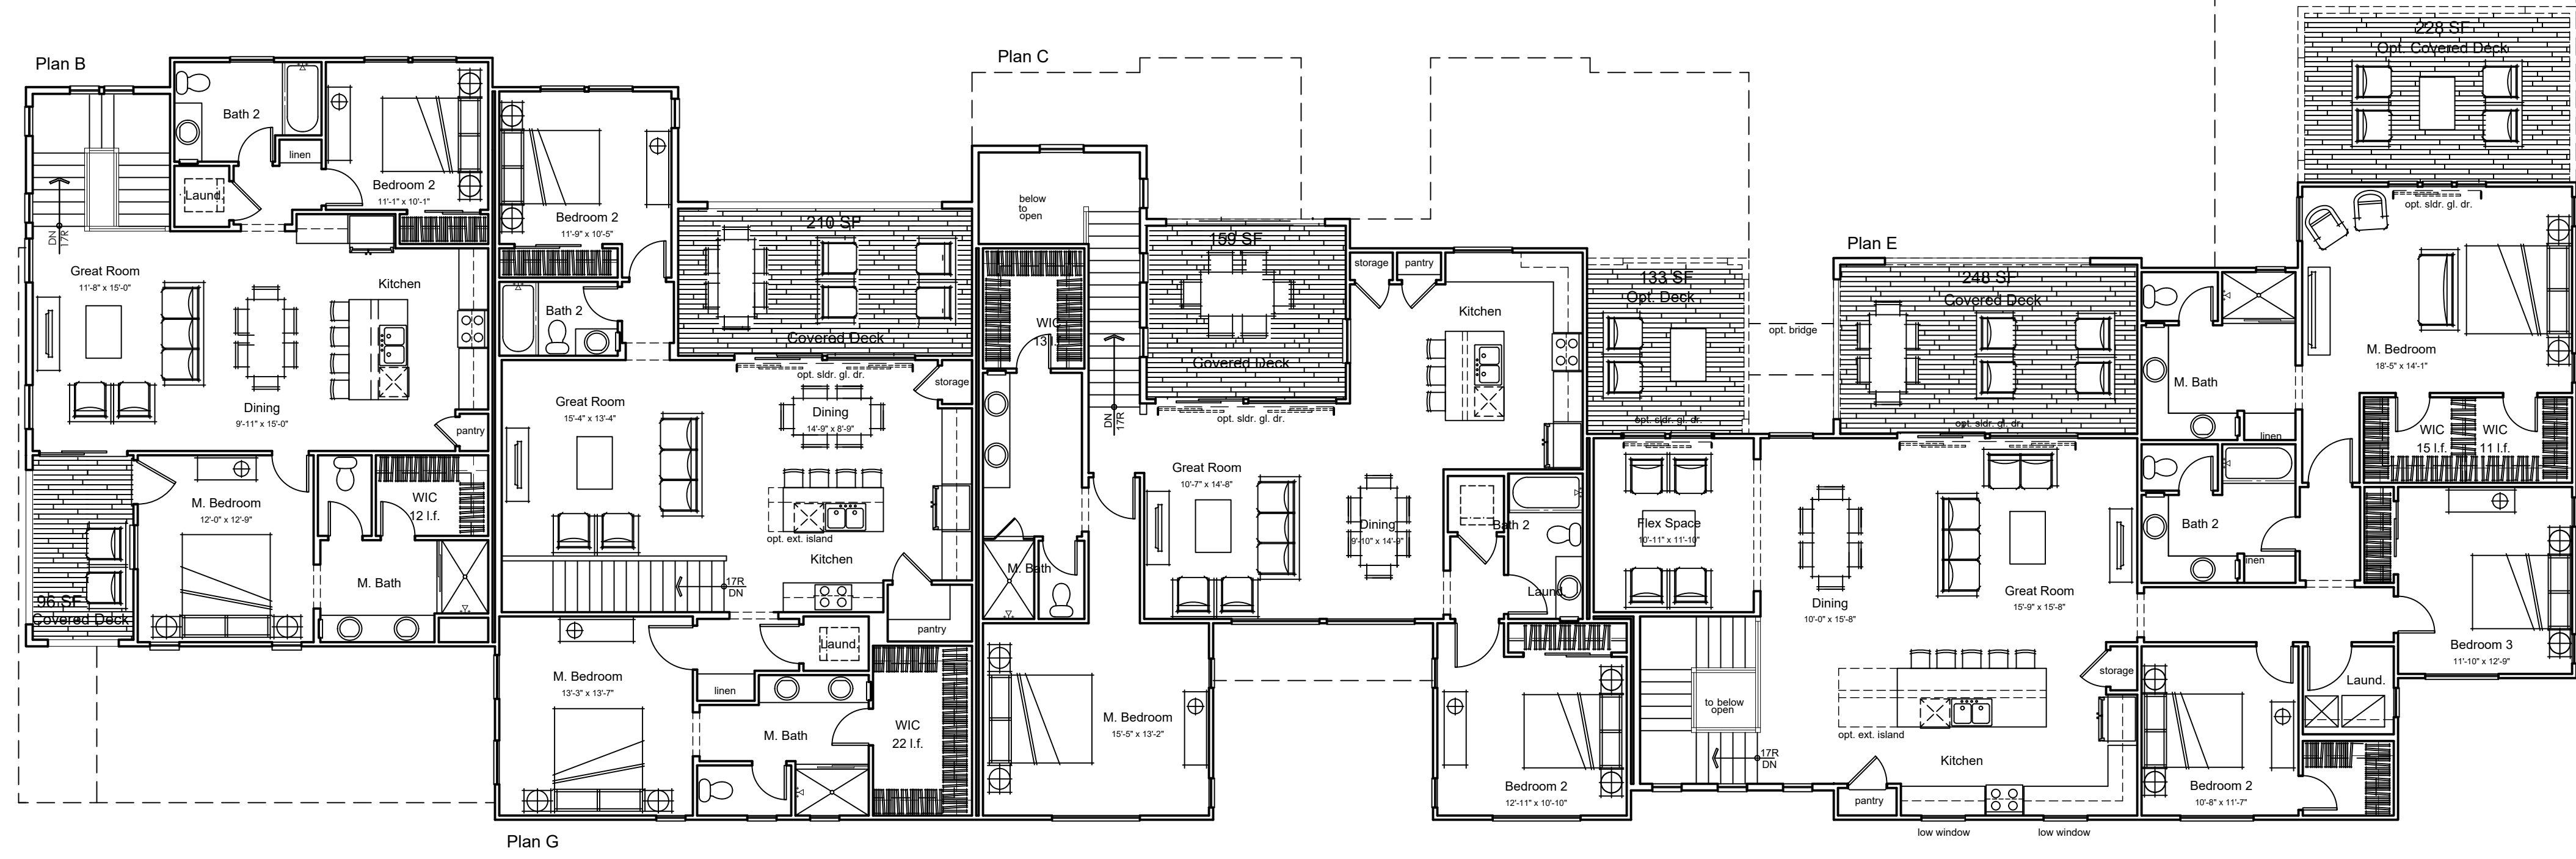 Plan B
Bath 2
linen
Laund.
Bedroom 2
11'-1" x 10'-1"
DN
17R
Great Room
11'-8" x 15'-0"
Kitchen
Dining
9'-11" x 15'-0"
pantry
M. Bedroom
12'-0" x 12'-9"
WIC
12 l.f.
M. Bath
96 SF
Covered Deck
Bedroom 2
11'-9" x 10'-5"
Bath 2
210 SF
Covered Deck
opt. sldr. gl. dr.
storage
Great Room
15'-4" x 13'-4"
Dining
14'-9" x 8'-9"
opt. ext. island
Kitchen
17R
DN
pantry
Laund.
M. Bedroom
13'-3" x 13'-7"
linen
M. Bath
WIC
22 l.f.
Plan G
Plan C
below
to
open
WIC
13 l.f.
DN
17R
159 SF
Covered Deck
opt. sldr. gl. dr.
storage
pantry
Kitchen
Great Room
10'-7" x 14'-8"
Dining
9'-10" x 14'-9"
Bath 2
Laund.
M. Bath
M. Bedroom
15'-5" x 13'-2"
Bedroom 2
12'-11" x 10'-10"
133 SF
Opt. Deck
opt. sldr. gl. dr.
opt. bridge
Plan E
248 SF
Covered Deck
opt. sldr. gl. dr.
Flex Space
10'-11" x 11'-10"
Dining
10'-0" x 15'-8"
Great Room
15'-9" x 15'-8"
to below
open
17R
DN
opt. ext. island
Kitchen
storage
pantry
low window
low window
228 SF
Opt. Covered Deck
opt. sldr. gl. dr.
M. Bedroom
18'-5" x 14'-1"
M. Bath
linen
WIC
15 l.f.
WIC
11 l.f.
Bath 2
linen
Bedroom 3
11'-10" x 12'-9"
Laund.
Bedroom 2
10'-8" x 11'-7"